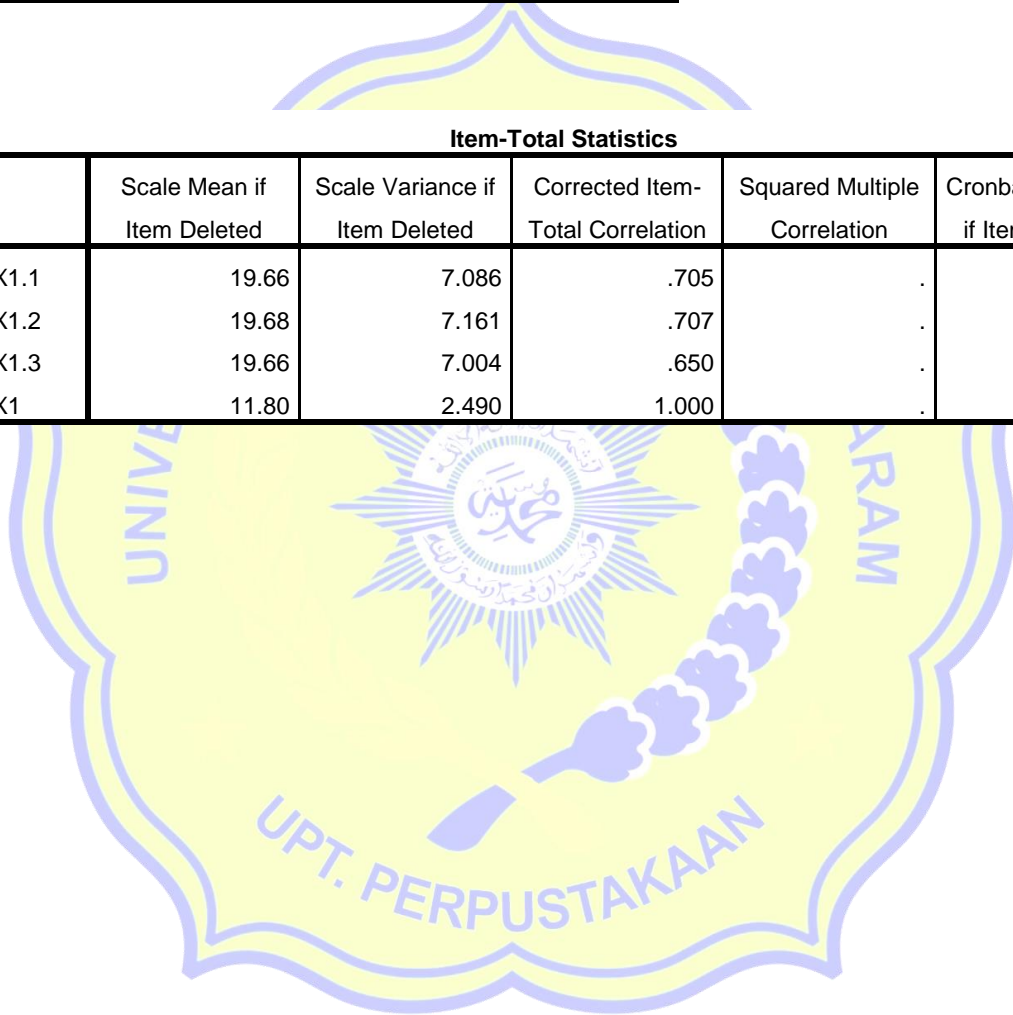 Item-Total Statistics
Scale Mean if Item Deleted Scale Variance if Item Deleted Corrected Item-Total Correlation Squared Multiple Correlation
X1.1 19.66 7.086 .705 .
X1.2 19.68 7.161 .707 .
X1.3 19.66 7.004 .650 .
X1 11.80 2.490 1.000 .
UPT. PERPUSTAKAAN